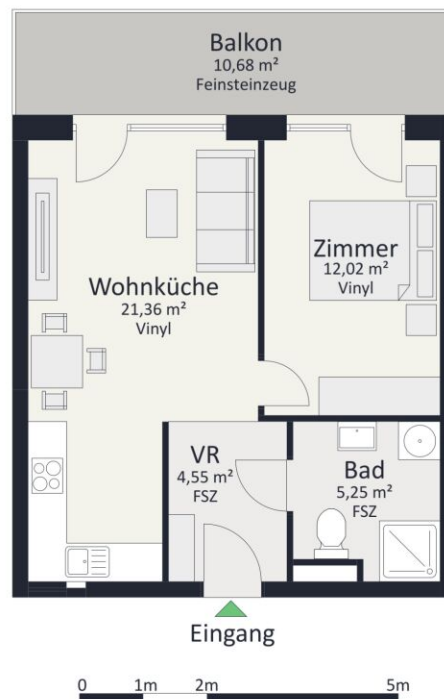 Balkon
10,68 m²
Feinsteinzeug
Zimmer
12,02 m²
Vinyl
Wohnküche
21,36 m²
Vinyl
VR
4,55 m²
FSZ
Bad
5,25 m²
FSZ
Eingang
0 1m 2m 5m